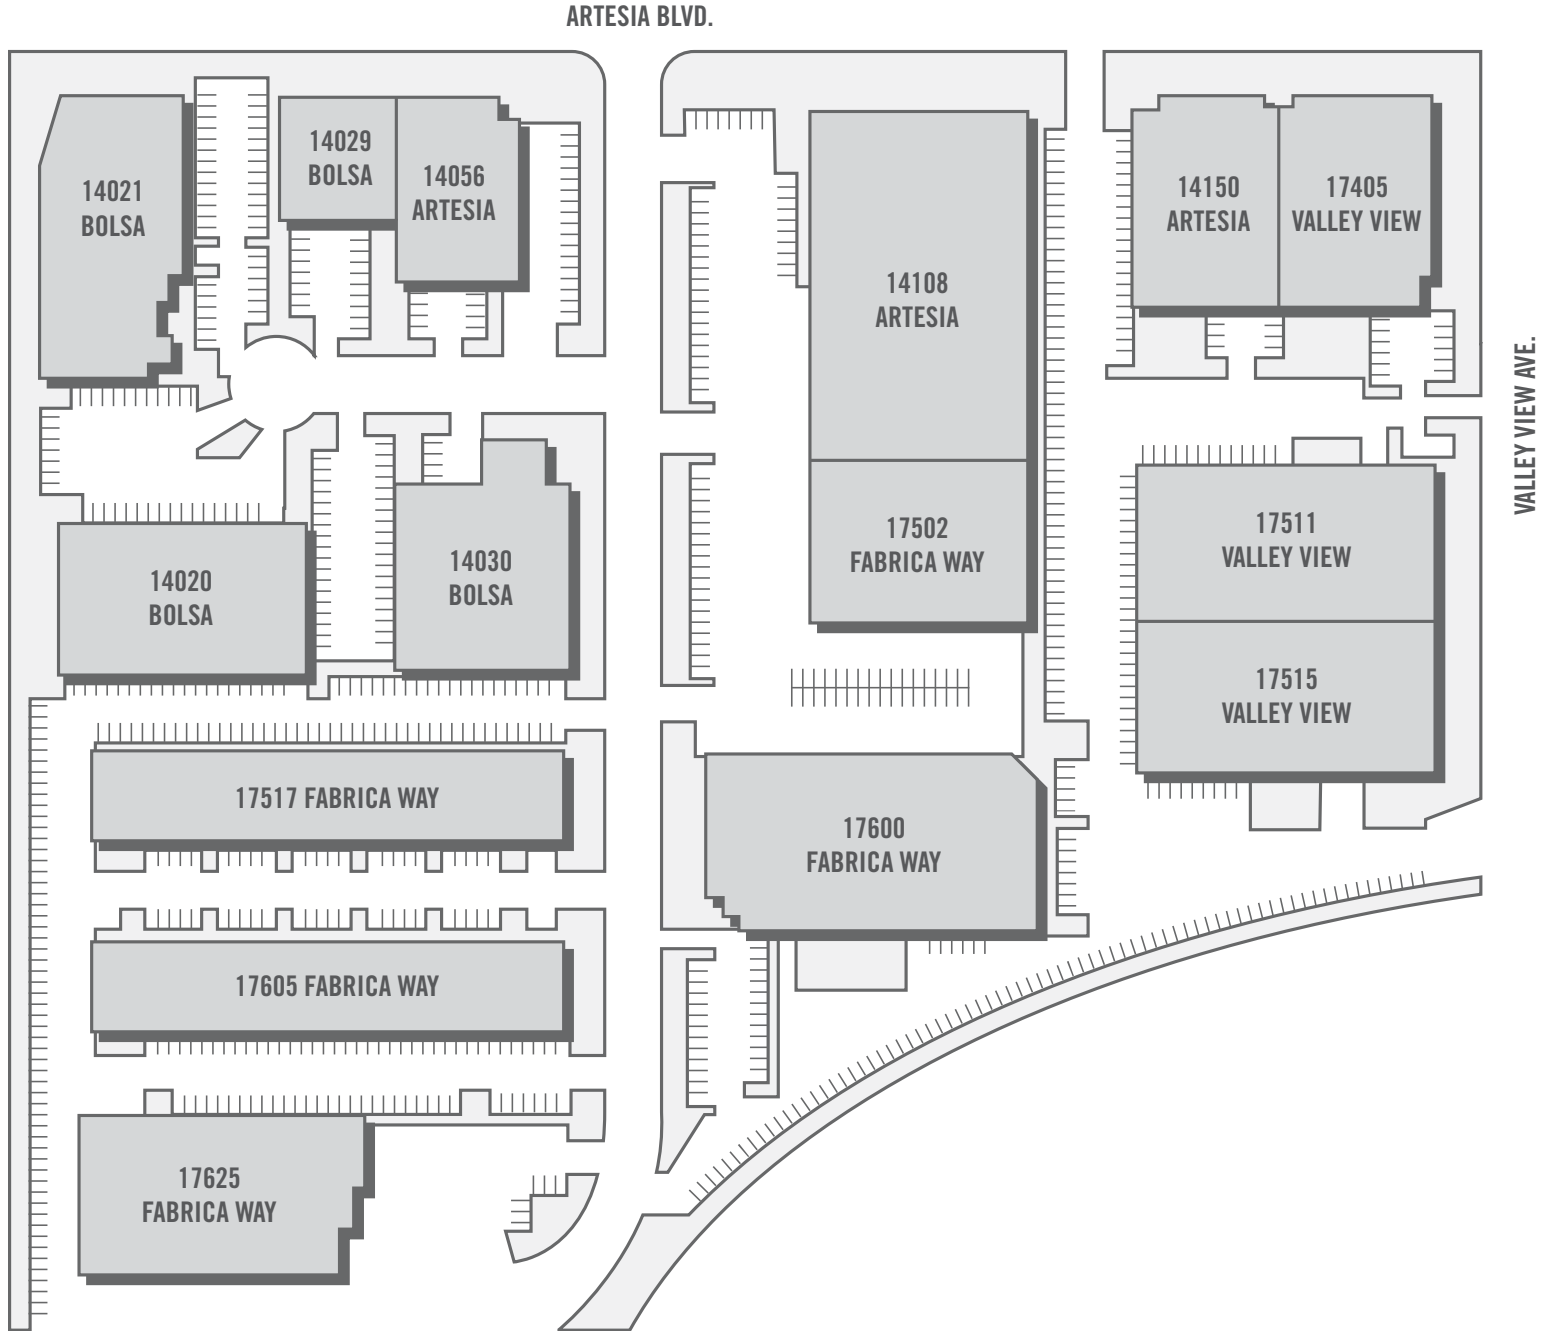 ARTESIA BLVD.
14021
BOLSA
14029
BOLSA
14056
ARTESIA
14108
ARTESIA
14150
ARTESIA
17405
VALLEY VIEW
VALLEY VIEW AVE.
14020
BOLSA
14030
BOLSA
17502
FABRICA WAY
17511
VALLEY VIEW
17515
VALLEY VIEW
17517 FABRICA WAY
17600
FABRICA WAY
17605 FABRICA WAY
17625
FABRICA WAY